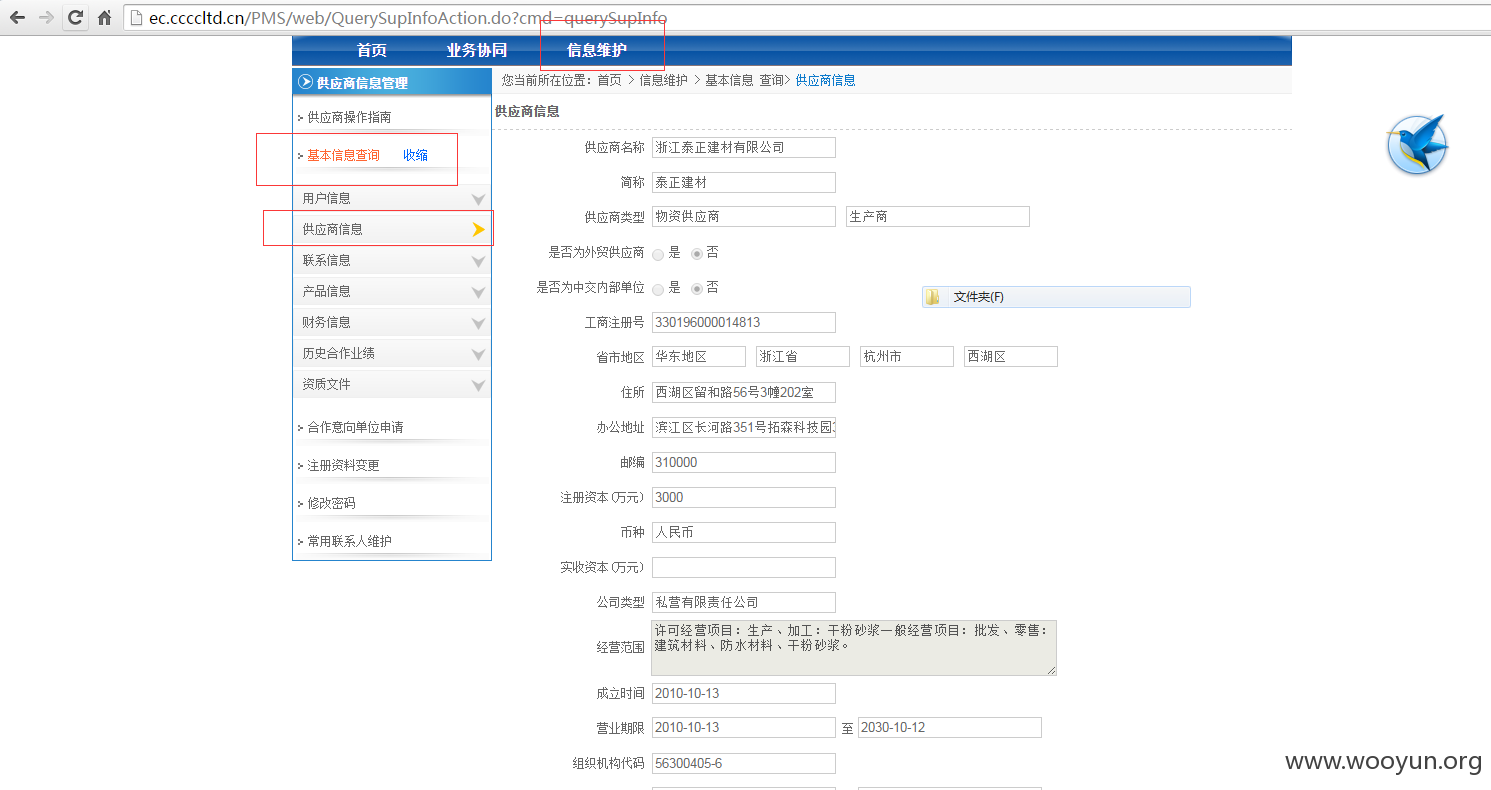 ec.ccccltd.cn/PMS/web/QuerySupInfoAction.do?cmd=querySupInfo
首页 业务协同 信息维护
供应商信息管理
您当前所在位置：首页 > 信息维护 > 基本信息 查询> 供应商信息
供应商操作指南
基本信息查询 收缩
用户信息
供应商信息
联系信息
产品信息
财务信息
历史合作业绩
资质文件
合作意向单位申请
注册资料变更
修改密码
常用联系人维护
供应商信息
供应商名称 浙江泰正建材有限公司
简称 泰正建材
供应商类型 物资供应商 生产商
是否为外贸供应商 是 否
是否为中交内部单位 是 否
文件夹(F)
工商注册号 330196000014813
省市地区 华东地区 浙江省 杭州市 西湖区
住所 西湖区留和路56号3幢202室
办公地址 滨江区长河路351号拓森科技园
邮编 310000
注册资本(万元) 3000
币种 人民币
实收资本(万元)
公司类型 私营有限责任公司
经营范围 许可经营项目：生产、加工：干粉砂浆一般经营项目：批发、零售：
建筑材料、防水材料、干粉砂浆。
成立时间 2010-10-13
营业期限 2010-10-13 至 2030-10-12
组织机构代码 56300405-6
www.wooyun.org